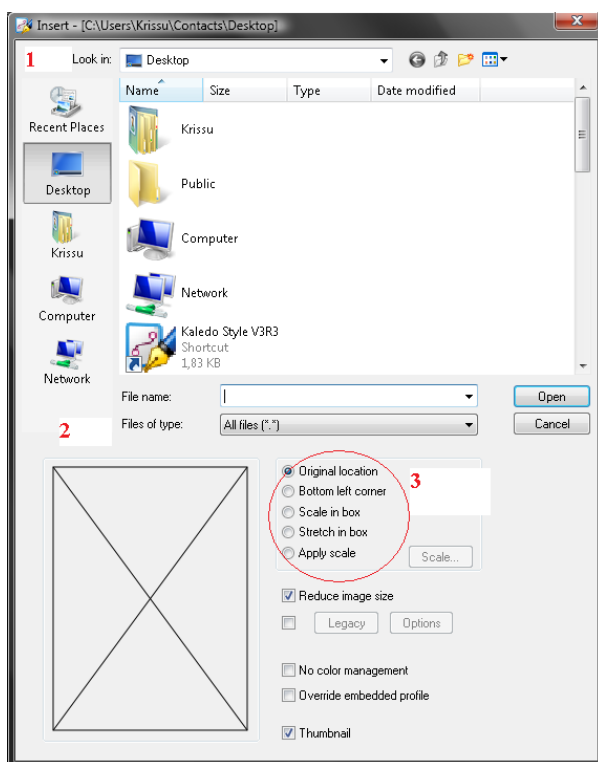 Insert - [C:\Users\Krissu\Contacts\Desktop]
1 Look in: Desktop
Name Size Type Date modified
Recent Places
Desktop
Krissu
Computer
Network
Krissu
Public
Computer
Network
Kaledo Style V3R3
Shortcut
1,83 KB
File name: Open
2 Files of type: All files (*.*) Cancel
Original location
Bottom left corner
3
Scale in box
Stretch in box
Apply scale Scale...
Reduce image size
Legacy Options
No color management
Override embedded profile
Thumbnail